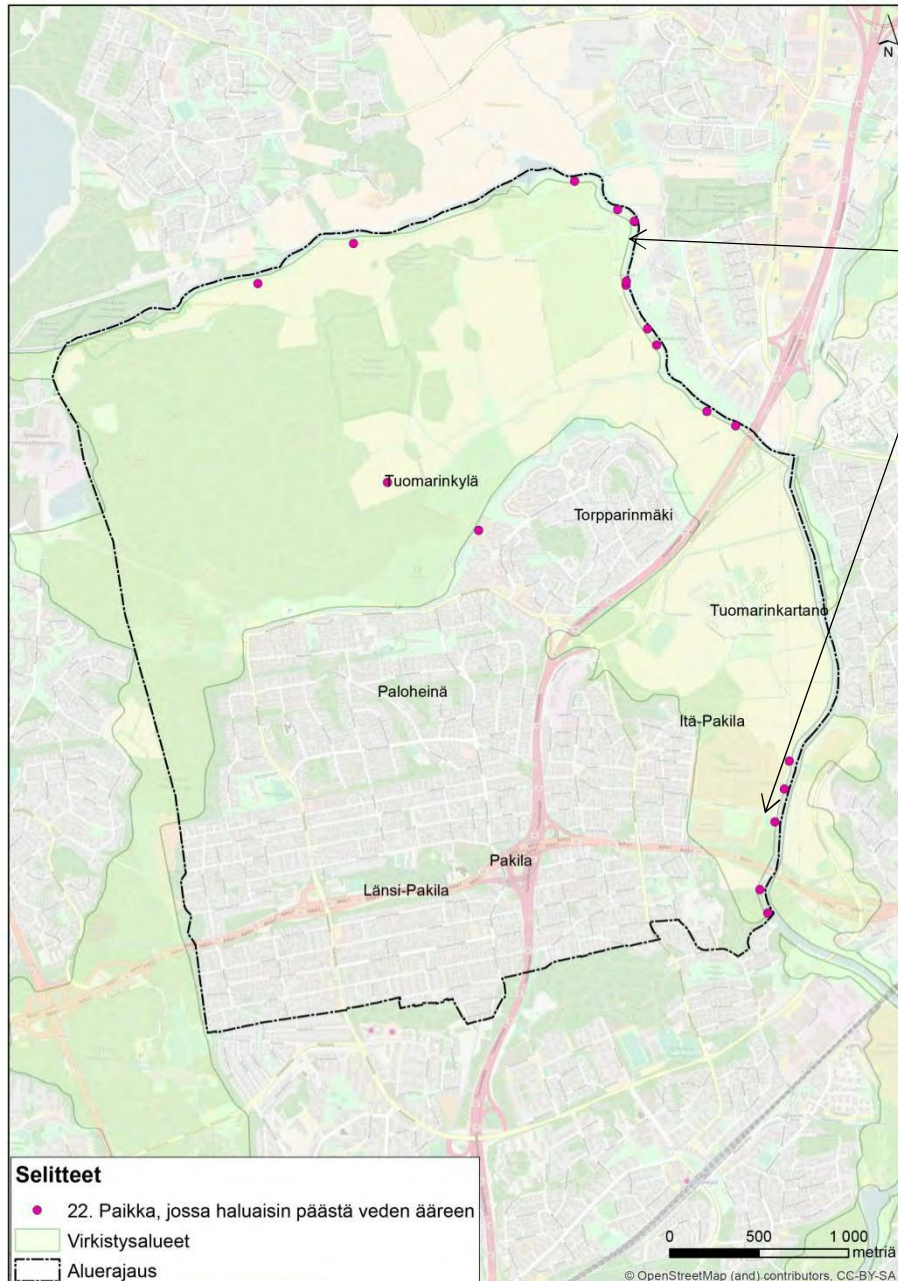 N
Tuomarinkylä
Torpparinmäki
Tuomarinkartano
Paloheinä
Itä-Pakila
Pakila
Länsi-Pakila
Selitteet
22. Paikka, jossa haluaisin päästä veden ääreen
Virkistysalueet
Aluerajaus
0 500 1 000
metriä
© OpenStreetMap (and) contributors, CC-BY-SA